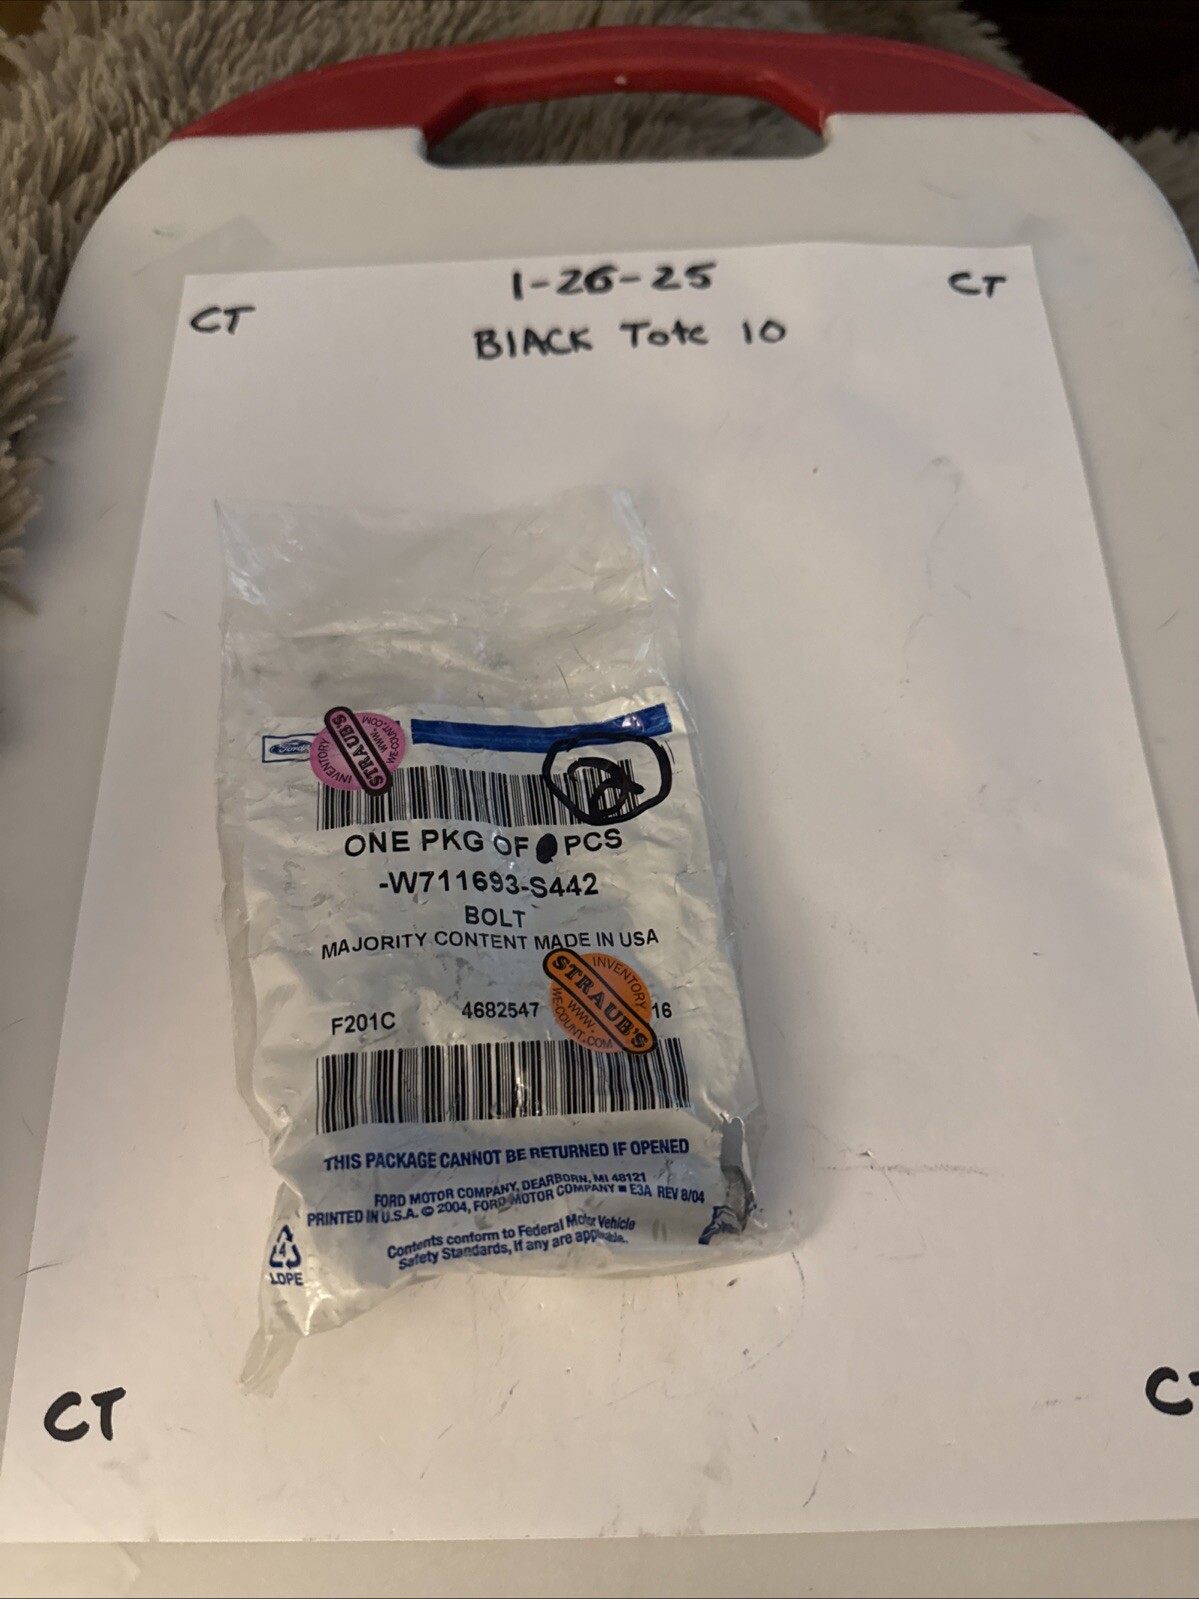 1-26-25
CT
CT
BlACK Tote 10
Ford
STRAUB'S
INVENTORY
WWW.
WE-COUNT.COM
2
ONE PKG OF PCS
-W711693-S442
BOLT
MAJORITY CONTENT MADE IN USA
STRAUB'S
INVENTORY
WWW.
WE-COUNT.COM
F201C 4682547 16
THIS PACKAGE CANNOT BE RETURNED IF OPENED
FORD MOTOR COMPANY, DEARBORN, MI 48121
PRINTED IN U.S.A. © 2004, FORD MOTOR COMPANY ■ E3A REV 8/04
Contents conform to Federal Motor Vehicle
Safety Standards, if any are applicable.
4
LDPE
CT
CT